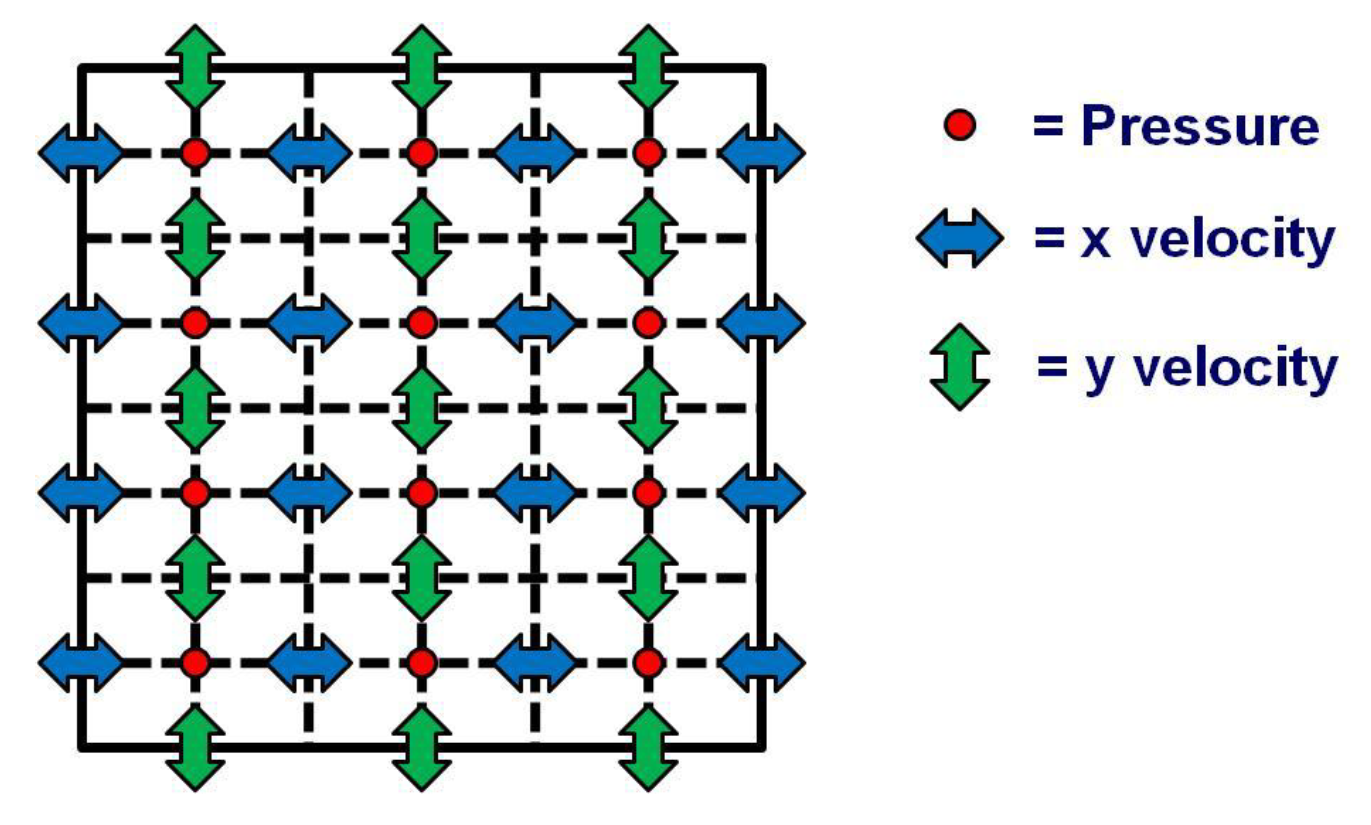 = Pressure
= x velocity
= y velocity